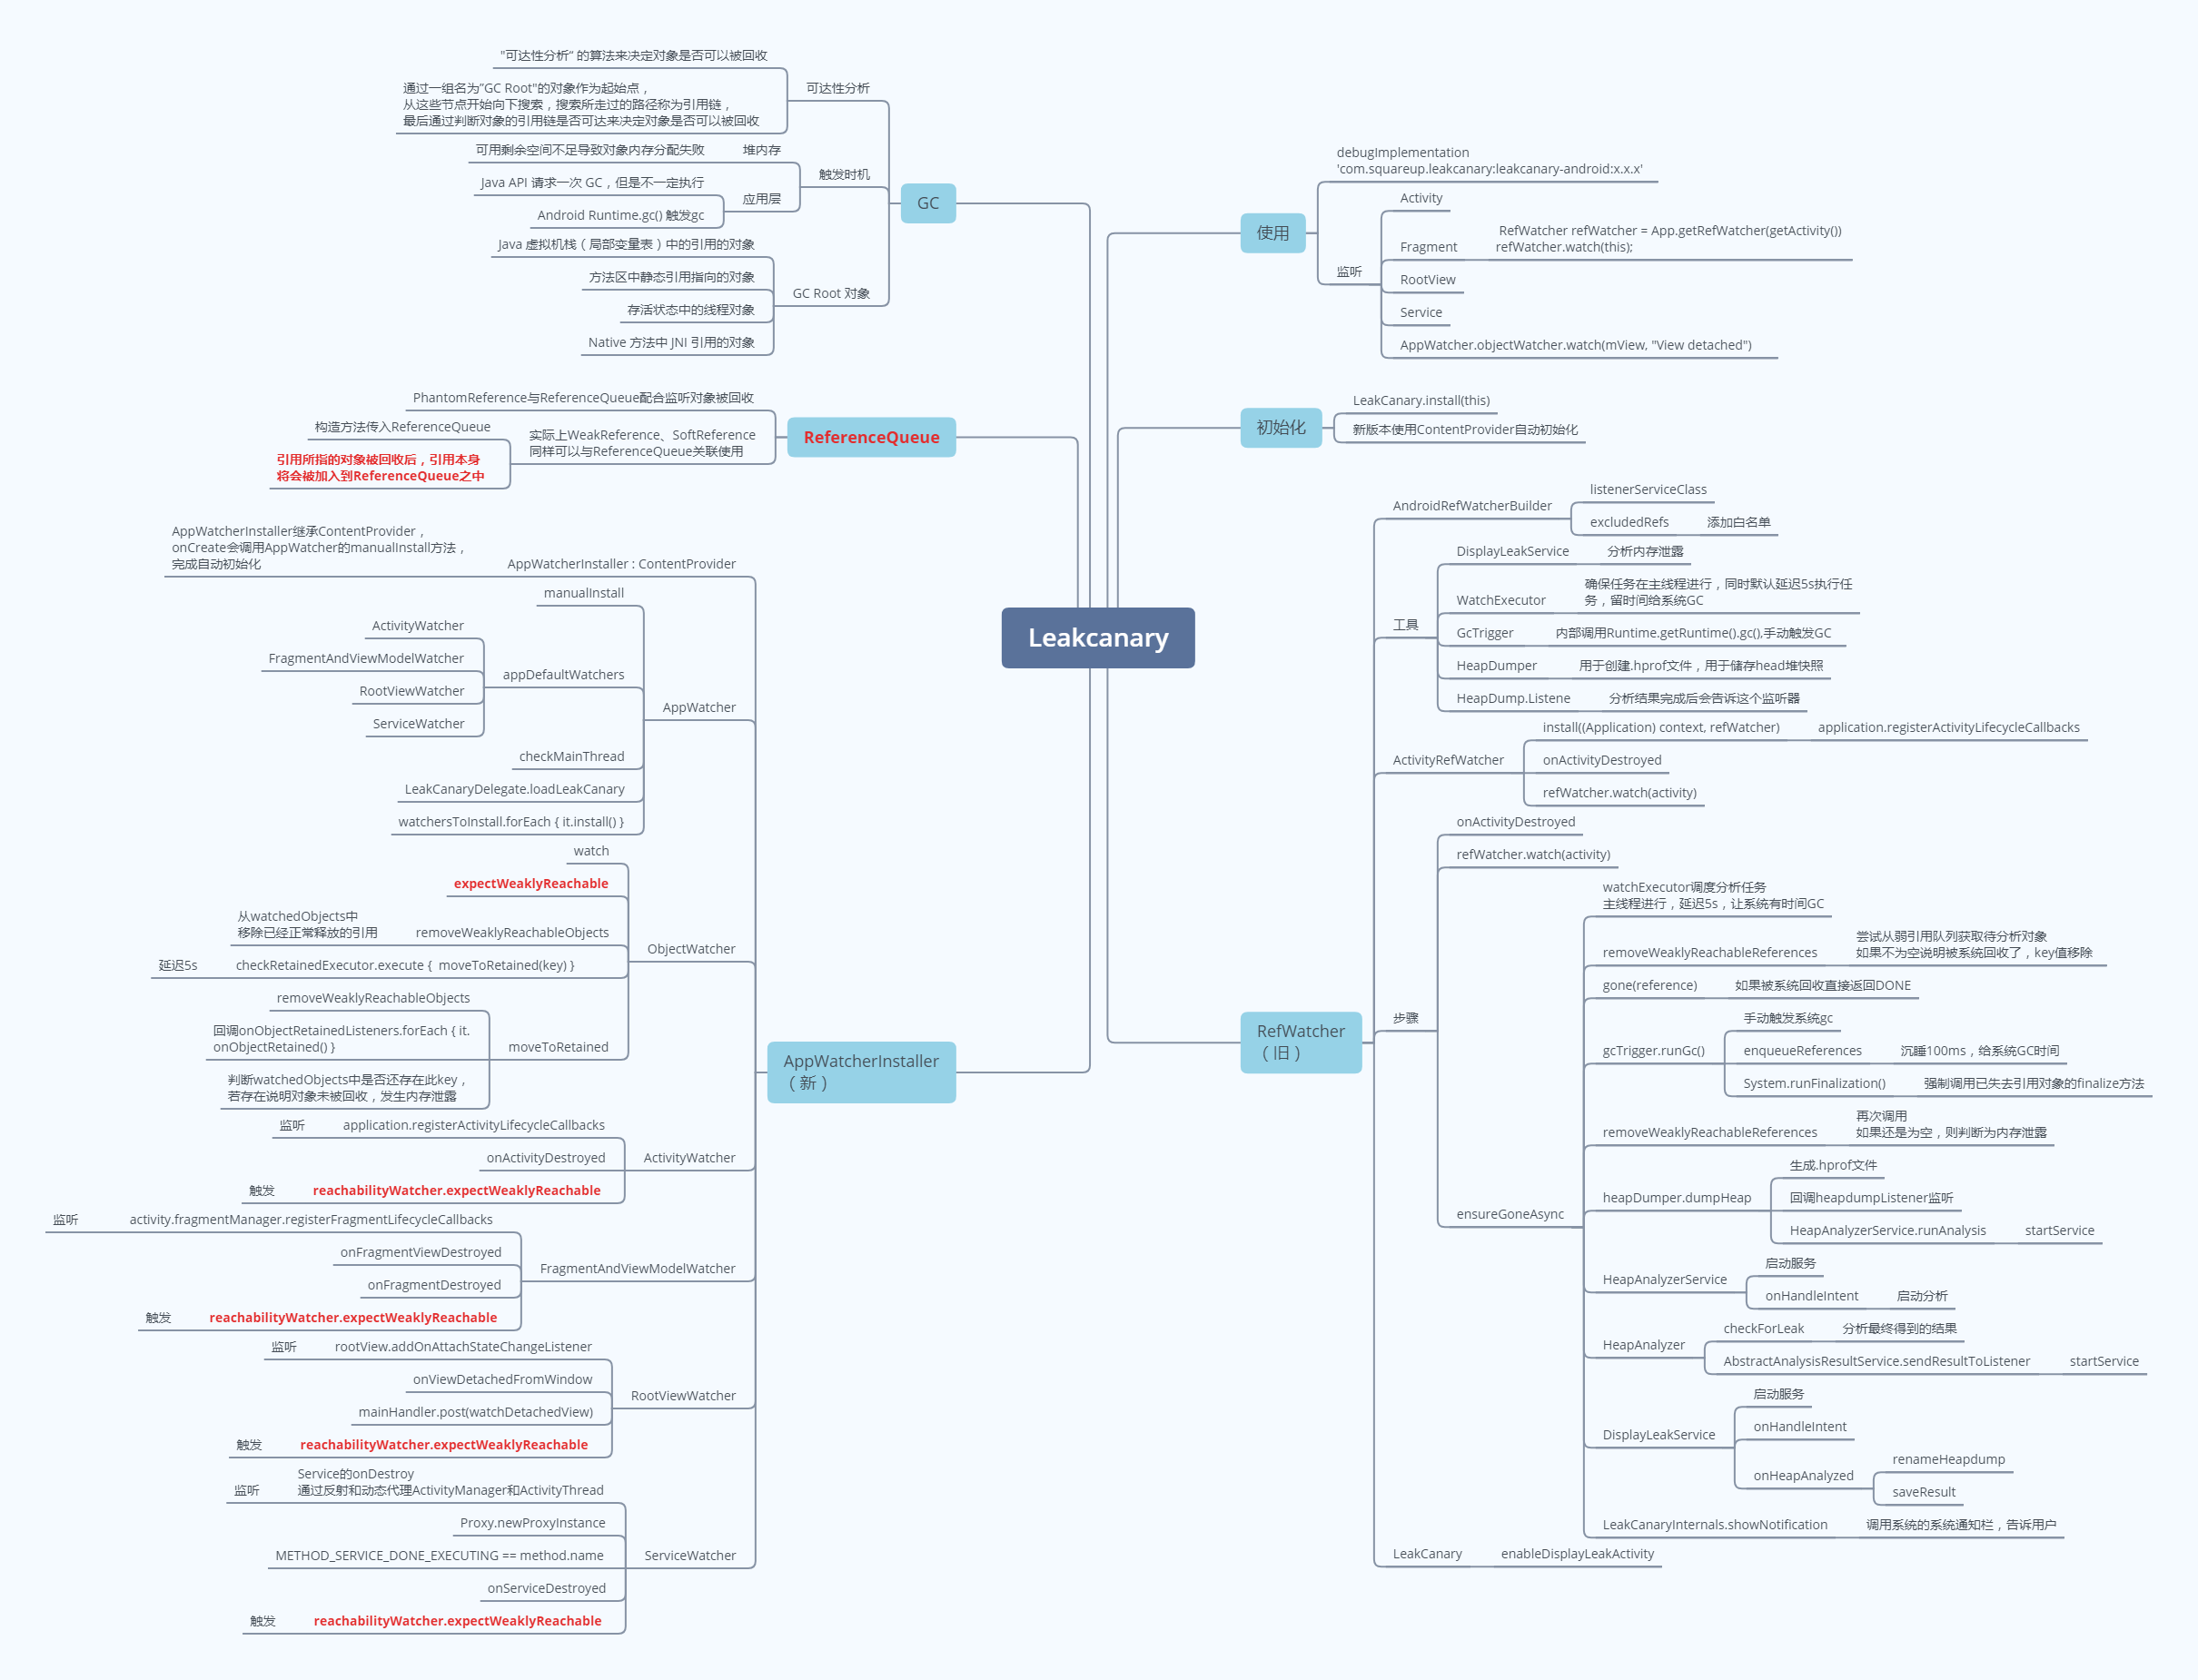 Leakcanary
GC
可达性分析
"可达性分析“ 的算法来决定对象是否可以被回收
通过一组名为”GC Root"的对象作为起始点，
从这些节点开始向下搜索，搜索所走过的路径称为引用链，
最后通过判断对象的引用链是否可达来决定对象是否可以被回收
触发时机
堆内存
可用剩余空间不足导致对象内存分配失败
应用层
Java API 请求一次 GC，但是不一定执行
Android Runtime.gc() 触发gc
GC Root 对象
Java 虚拟机栈（局部变量表）中的引用的对象
方法区中静态引用指向的对象
存活状态中的线程对象
Native 方法中 JNI 引用的对象
ReferenceQueue
PhantomReference与ReferenceQueue配合监听对象被回收
实际上WeakReference、SoftReference
同样可以与ReferenceQueue关联使用
构造方法传入ReferenceQueue
引用所指的对象被回收后，引用本身
将会被加入到ReferenceQueue之中
AppWatcherInstaller
（新）
AppWatcherInstaller : ContentProvider
AppWatcherInstaller继承ContentProvider，
onCreate会调用AppWatcher的manualInstall方法，
完成自动初始化
AppWatcher
manualInstall
appDefaultWatchers
ActivityWatcher
FragmentAndViewModelWatcher
RootViewWatcher
ServiceWatcher
checkMainThread
LeakCanaryDelegate.loadLeakCanary
watchersToInstall.forEach { it.install() }
ObjectWatcher
watch
expectWeaklyReachable
removeWeaklyReachableObjects
从watchedObjects中
移除已经正常释放的引用
checkRetainedExecutor.execute {  moveToRetained(key) }
延迟5s
moveToRetained
removeWeaklyReachableObjects
回调onObjectRetainedListeners.forEach { it.
onObjectRetained() }
判断watchedObjects中是否还存在此key，
若存在说明对象未被回收，发生内存泄露
ActivityWatcher
application.registerActivityLifecycleCallbacks
监听
onActivityDestroyed
reachabilityWatcher.expectWeaklyReachable
触发
FragmentAndViewModelWatcher
activity.fragmentManager.registerFragmentLifecycleCallbacks
监听
onFragmentViewDestroyed
onFragmentDestroyed
reachabilityWatcher.expectWeaklyReachable
触发
RootViewWatcher
rootView.addOnAttachStateChangeListener
监听
onViewDetachedFromWindow
mainHandler.post(watchDetachedView)
reachabilityWatcher.expectWeaklyReachable
触发
ServiceWatcher
Service的onDestroy
通过反射和动态代理ActivityManager和ActivityThread
监听
Proxy.newProxyInstance
METHOD_SERVICE_DONE_EXECUTING == method.name
onServiceDestroyed
reachabilityWatcher.expectWeaklyReachable
触发
使用
debugImplementation
'com.squareup.leakcanary:leakcanary-android:x.x.x'
监听
Activity
Fragment
RefWatcher refWatcher = App.getRefWatcher(getActivity())
refWatcher.watch(this);
RootView
Service
AppWatcher.objectWatcher.watch(mView, "View detached")
初始化
LeakCanary.install(this)
新版本使用ContentProvider自动初始化
RefWatcher
（旧）
AndroidRefWatcherBuilder
listenerServiceClass
excludedRefs
添加白名单
工具
DisplayLeakService
分析内存泄露
WatchExecutor
确保任务在主线程进行，同时默认延迟5s执行任
务，留时间给系统GC
GcTrigger
内部调用Runtime.getRuntime().gc(),手动触发GC
HeapDumper
用于创建.hprof文件，用于储存head堆快照
HeapDump.Listene
分析结果完成后会告诉这个监听器
ActivityRefWatcher
install((Application) context, refWatcher)
application.registerActivityLifecycleCallbacks
onActivityDestroyed
refWatcher.watch(activity)
步骤
onActivityDestroyed
refWatcher.watch(activity)
ensureGoneAsync
watchExecutor调度分析任务
主线程进行，延迟5s，让系统有时间GC
removeWeaklyReachableReferences
尝试从弱引用队列获取待分析对象
如果不为空说明被系统回收了，key值移除
gone(reference)
如果被系统回收直接返回DONE
gcTrigger.runGc()
手动触发系统gc
enqueueReferences
沉睡100ms，给系统GC时间
System.runFinalization()
强制调用已失去引用对象的finalize方法
removeWeaklyReachableReferences
再次调用
如果还是为空，则判断为内存泄露
heapDumper.dumpHeap
生成.hprof文件
回调heapdumpListener监听
HeapAnalyzerService.runAnalysis
startService
HeapAnalyzerService
启动服务
onHandleIntent
启动分析
HeapAnalyzer
checkForLeak
分析最终得到的结果
AbstractAnalysisResultService.sendResultToListener
startService
DisplayLeakService
启动服务
onHandleIntent
onHeapAnalyzed
renameHeapdump
saveResult
LeakCanaryInternals.showNotification
调用系统的系统通知栏，告诉用户
LeakCanary
enableDisplayLeakActivity